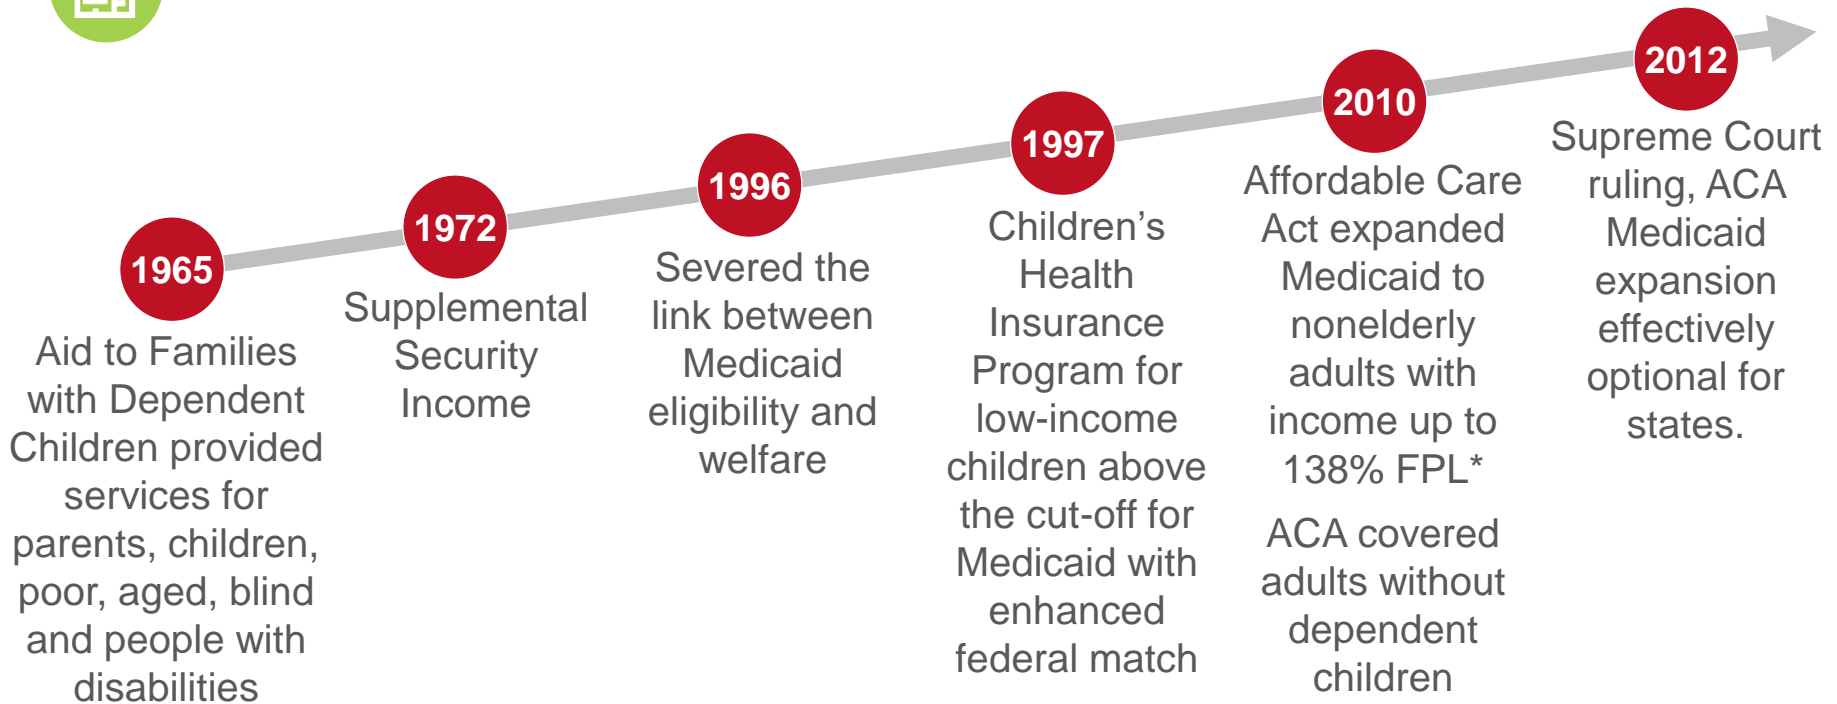 1965
Aid to Families
with Dependent
Children provided
services for
parents, children,
poor, aged, blind
and people with
disabilities
1972
Supplemental
Security
Income
1996
Severed the
link between
Medicaid
eligibility and
welfare
1997
Children’s
Health
Insurance
Program for
low-income
children above
the cut-off for
Medicaid with
enhanced
federal match
2010
Affordable Care
Act expanded
Medicaid to
nonelderly
adults with
income up to
138% FPL*
ACA covered
adults without
dependent
children
2012
Supreme Court
ruling, ACA
Medicaid
expansion
effectively
optional for
states.